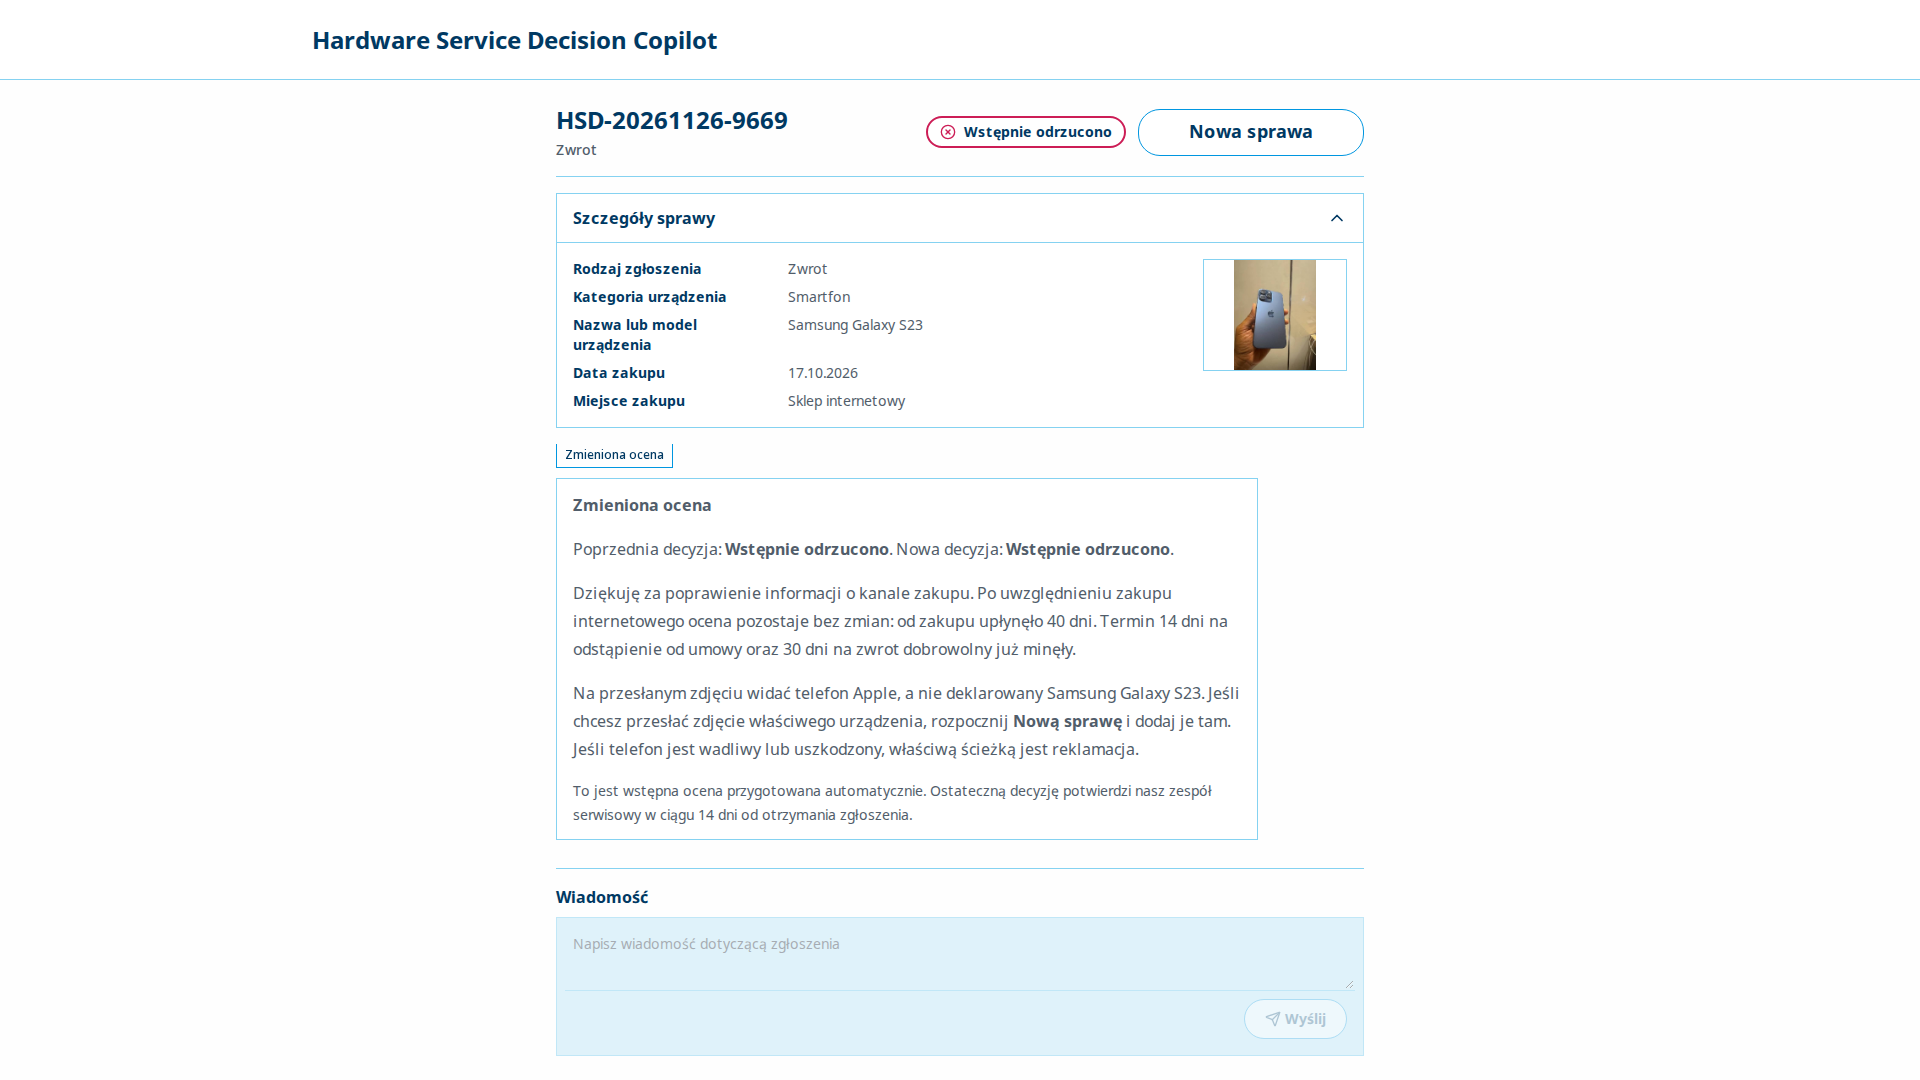 Hardware Service Decision Copilot
HSD-20261126-9669
Zwrot
Wstępnie odrzucono
Nowa sprawa
Szczegóły sprawy
Rodzaj zgłoszenia
Zwrot
Kategoria urządzenia
Smartfon
Nazwa lub model
urządzenia
Samsung Galaxy S23
Data zakupu
17.10.2026
Miejsce zakupu
Sklep internetowy
Zmieniona ocena
Zmieniona ocena
Poprzednia decyzja: Wstępnie odrzucono. Nowa decyzja: Wstępnie odrzucono.
Dziękuję za poprawienie informacji o kanale zakupu. Po uwzględnieniu zakupu
internetowego ocena pozostaje bez zmian: od zakupu upłynęło 40 dni. Termin 14 dni na
odstąpienie od umowy oraz 30 dni na zwrot dobrowolny już minęły.
Na przesłanym zdjęciu widać telefon Apple, a nie deklarowany Samsung Galaxy S23. Jeśli
chcesz przesłać zdjęcie właściwego urządzenia, rozpocznij Nową sprawę i dodaj je tam.
Jeśli telefon jest wadliwy lub uszkodzony, właściwą ścieżką jest reklamacja.
To jest wstępna ocena przygotowana automatycznie. Ostateczną decyzję potwierdzi nasz zespół
serwisowy w ciągu 14 dni od otrzymania zgłoszenia.
Wiadomość
Napisz wiadomość dotyczącą zgłoszenia
Wyślij